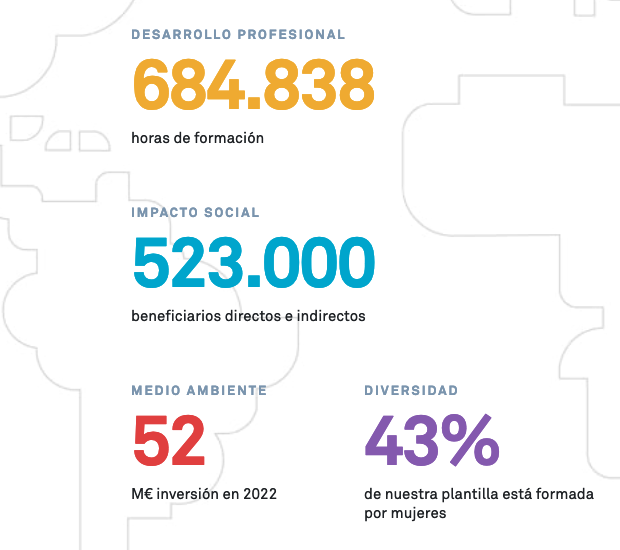 DESARROLLO PROFESIONAL
684.838
horas de formación
IMPACTO SOCIAL
523.000
beneficiarios directos e indirectos
MEDIO AMBIENTE
52
M€ inversión en 2022
DIVERSIDAD
43%
de nuestra plantilla está formada
por mujeres